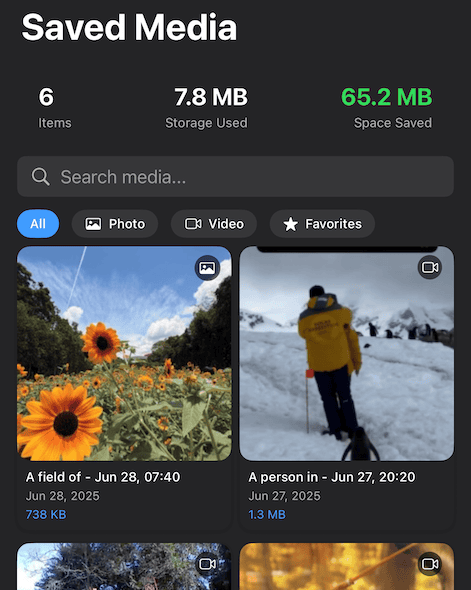 Saved Media
6 7.8 MB 65.2 MB
Items Storage Used Space Saved
Search media...
All Photo Video Favorites
A field of - Jun 28, 07:40 A person in - Jun 27, 20:20
Jun 28, 2025 Jun 27, 2025
738 KB 1.3 MB